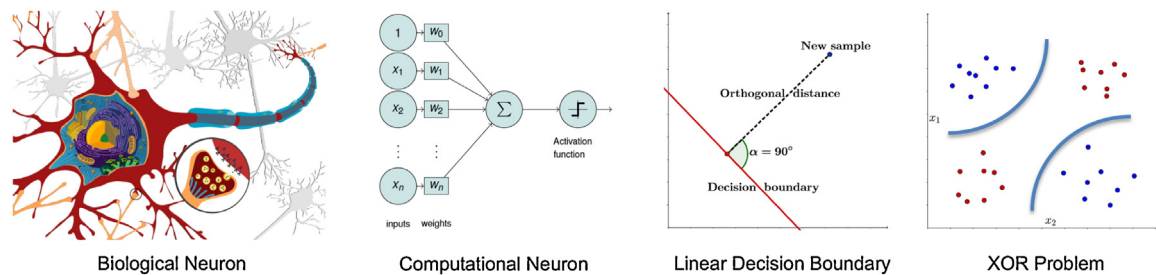 1 w₀
x₁ w₁
x₂ w₂
⋮ ⋮
xₙ wₙ
Σ
Activation
function
inputs weights
New sample
Orthogonal distance
α = 90°
Decision boundary
x₁
x₂
Biological Neuron
Computational Neuron
Linear Decision Boundary
XOR Problem